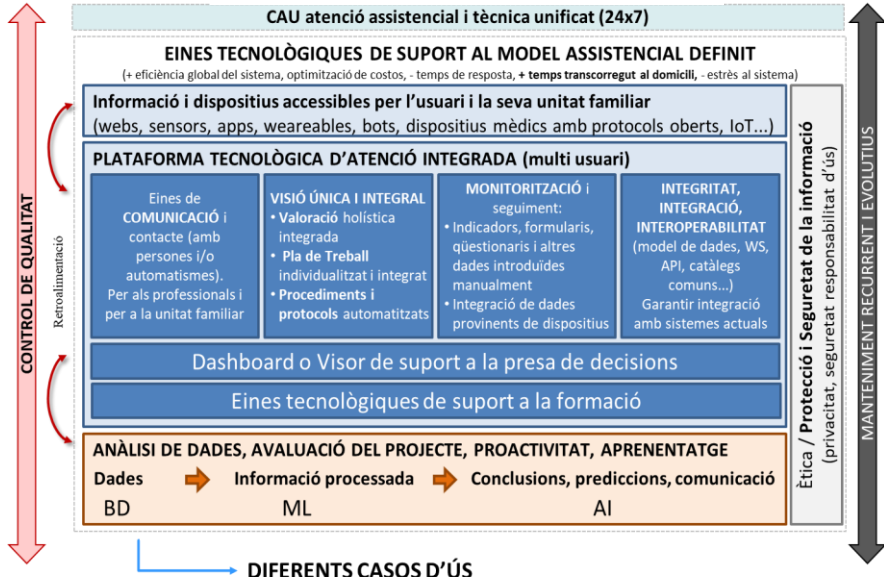 CAU atenció assistencial i tècnica unificat (24x7)
EINES TECNOLÒGIQUES DE SUPORT AL MODEL ASSISTENCIAL DEFINIT
(+ eficiència global del sistema, optimització de costos, - temps de resposta, + temps transcorregut al domicili, - estrès al sistema)
Informació i dispositius accessibles per l'usuari i la seva unitat familiar
(webs, sensors, apps, weareables, bots, dispositius mèdics amb protocols oberts, IoT...)
PLATAFORMA TECNOLÒGICA D'ATENCIÓ INTEGRADA (multi usuari)
Eines de
COMUNICACIÓ i
contacte (amb
persones i/o
automatismes).
Per als professionals i
per a la unitat familiar
VISIÓ ÚNICA I INTEGRAL
• Valoració holística
integrada
• Pla de Treball
individualitzat i integrat
• Procediments i
protocols automatitzats
MONITORITZACIÓ i
seguiment:
• Indicadors, formularis,
qüestionaris i altres
dades introduïdes
manualment
• Integració de dades
provinents de dispositius
INTEGRITAT,
INTEGRACIÓ,
INTEROPERABILITAT
(model de dades, WS,
API, catàlegs
comuns...)
Garantir integració
amb sistemes actuals
Dashboard o Visor de suport a la presa de decisions
Eines tecnològiques de suport a la formació
ANÀLISI DE DADES, AVALUACIÓ DEL PROJECTE, PROACTIVITAT, APRENENTATGE
Dades
Informació processada
Conclusions, prediccions, comunicació
BD
ML
AI
DIFERENTS CASOS D'ÚS
CONTROL DE QUALITAT
Retroalimentació
Ètica / Protecció i Seguretat de la informació
(privacitat, seguretat responsabilitat d'ús)
MANTENIMENT RECURRENT I EVOLUTIUS